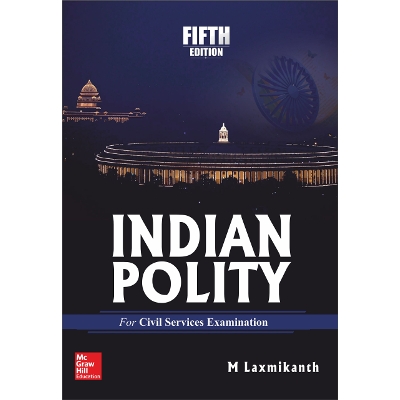 FIFTH
EDITION
INDIAN
POLITY
For Civil Services Examination
M Laxmikanth
Mc
Graw
Hill
Education